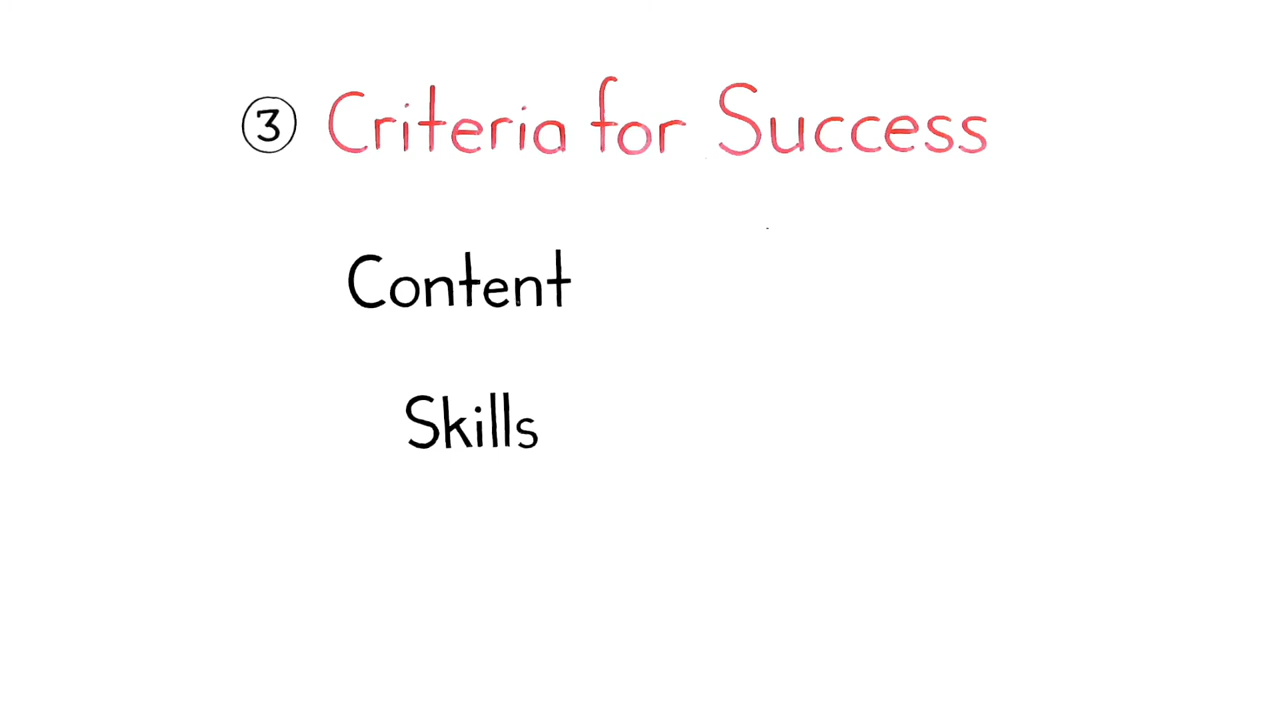 ③ Criteria for Success
Content
Skills